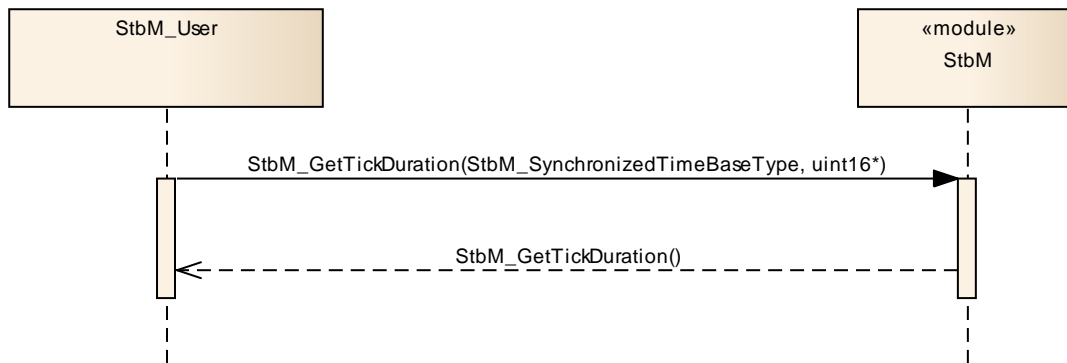 StbM_User
«module»
StbM
StbM_GetTickDuration(StbM_SynchronizedTimeBaseType, uint16*)
StbM_GetTickDuration()